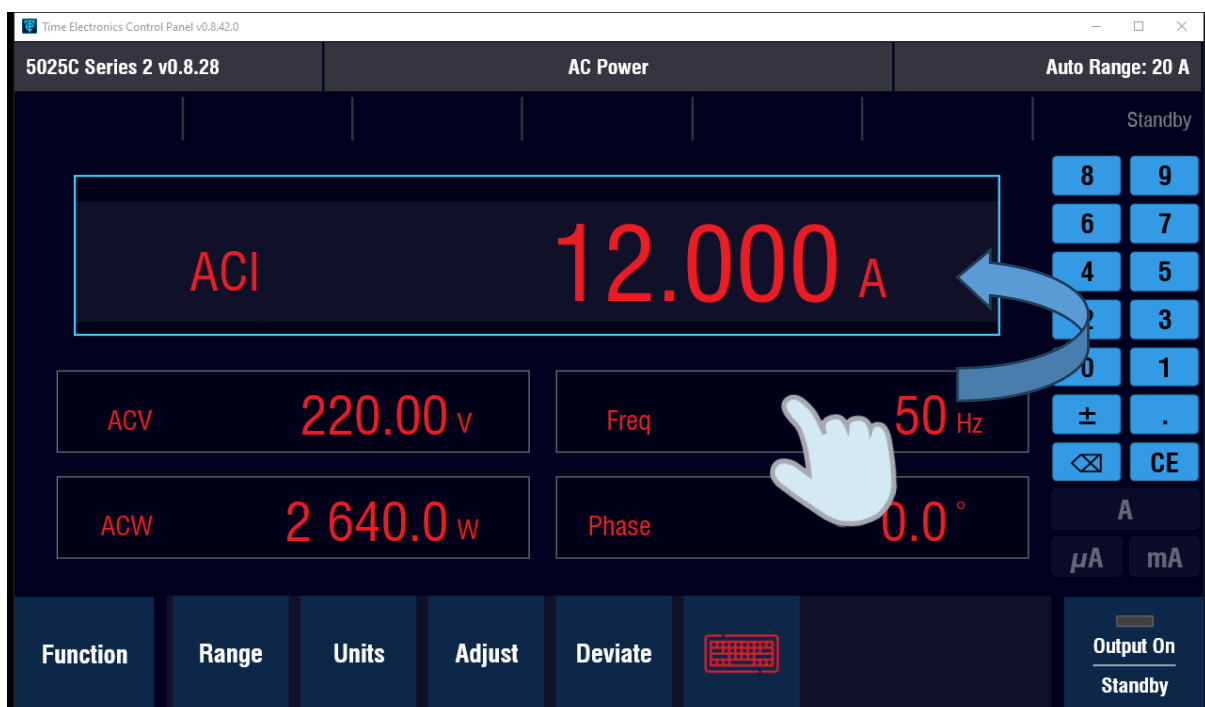 Time Electronics Control Panel v0.8.42.0
5025C Series 2 v0.8.28 AC Power Auto Range: 20 A
Standby
8 9
6 7
ACI 12.000 A
4 5
3
0 1
ACV 220.00 V Freq 50 Hz
± .
⌫ CE
ACW 2 640.0 W Phase 0.0 °
A
µA mA
Function Range Units Adjust Deviate
Output On
Standby